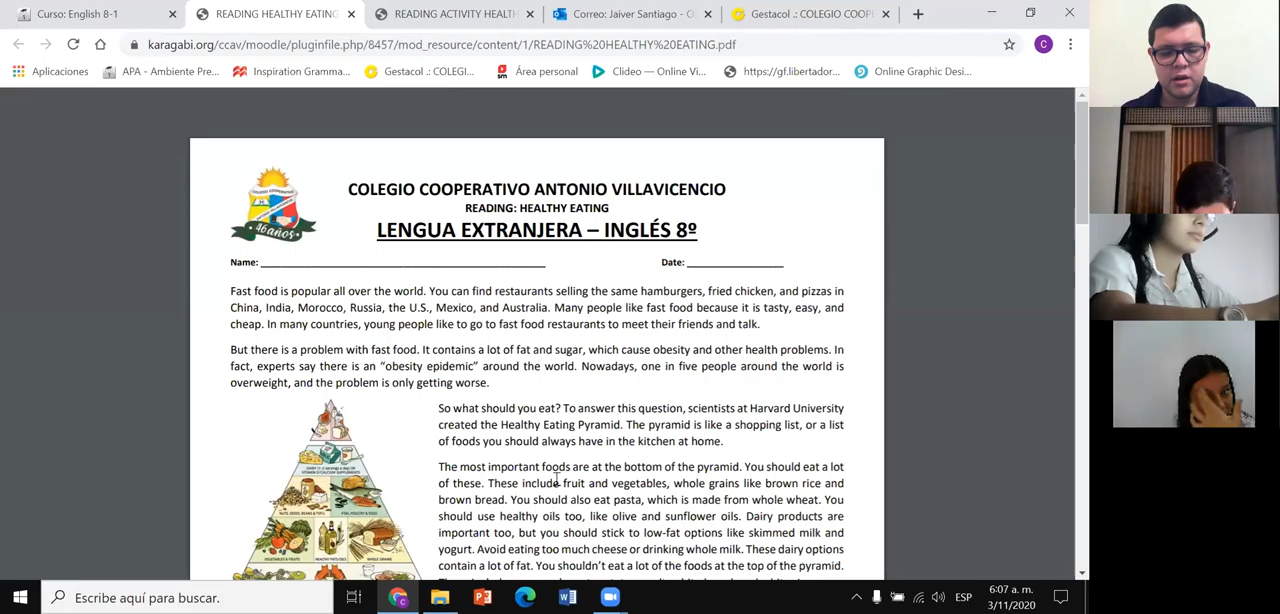 Curso: English 8-1
READING HEALTHY EATING
READING ACTIVITY HEALTH
Correo: Jaiver Santiago - O
Gestacol .: COLEGIO COOP
karagabi.org/ccav/moodle/pluginfile.php/8457/mod_resource/content/1/READING%20HEALTHY%20EATING.pdf
C
Aplicaciones
APA - Ambiente Pre...
Inspiration Gramma...
Gestacol .: COLEGI...
Área personal
Clideo — Online Vi...
https://gf.libertador...
Online Graphic Desi...
46 años
COLEGIO COOPERATIVO ANTONIO VILLAVICENCIO
READING: HEALTHY EATING
LENGUA EXTRANJERA – INGLÉS 8º
Name: Date:
Fast food is popular all over the world. You can find restaurants selling the same hamburgers, fried chicken, and pizzas in
China, India, Morocco, Russia, the U.S., Mexico, and Australia. Many people like fast food because it is tasty, easy, and
cheap. In many countries, young people like to go to fast food restaurants to meet their friends and talk.
But there is a problem with fast food. It contains a lot of fat and sugar, which cause obesity and other health problems. In
fact, experts say there is an “obesity epidemic” around the world. Nowadays, one in five people around the world is
overweight, and the problem is only getting worse.
So what should you eat? To answer this question, scientists at Harvard University
created the Healthy Eating Pyramid. The pyramid is like a shopping list, or a list
of foods you should always have in the kitchen at home.
The most important foods are at the bottom of the pyramid. You should eat a lot
of these. These include fruit and vegetables, whole grains like brown rice and
brown bread. You should also eat pasta, which is made from whole wheat. You
should use healthy oils too, like olive and sunflower oils. Dairy products are
important too, but you should stick to low-fat options like skimmed milk and
yogurt. Avoid eating too much cheese or drinking whole milk. These dairy options
contain a lot of fat. You shouldn’t eat a lot of the foods at the top of the pyramid.
NUTS, SEEDS, BEANS & TOFU
FISH, POULTRY & EGGS
VEGETABLES & FRUITS
HEALTHY FATS/OILS
WHOLE GRAINS
Escribe aquí para buscar.
ESP
6:07 a. m.
3/11/2020